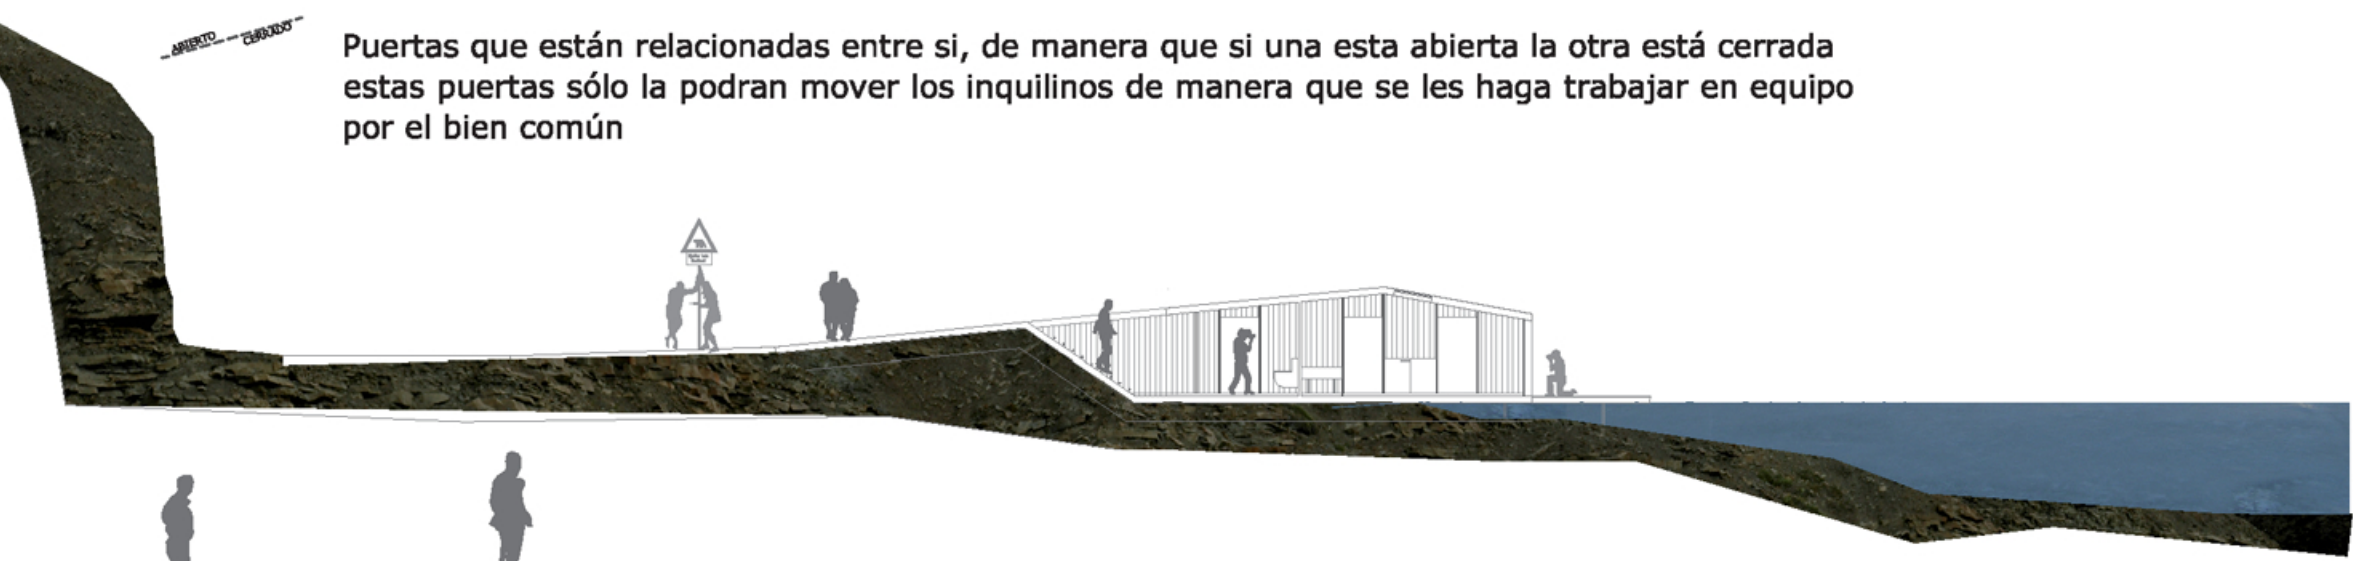 ABIERTO
CERRADO
Puertas que están relacionadas entre si, de manera que si una esta abierta la otra está cerrada
estas puertas sólo la podran mover los inquilinos de manera que se les haga trabajar en equipo
por el bien común